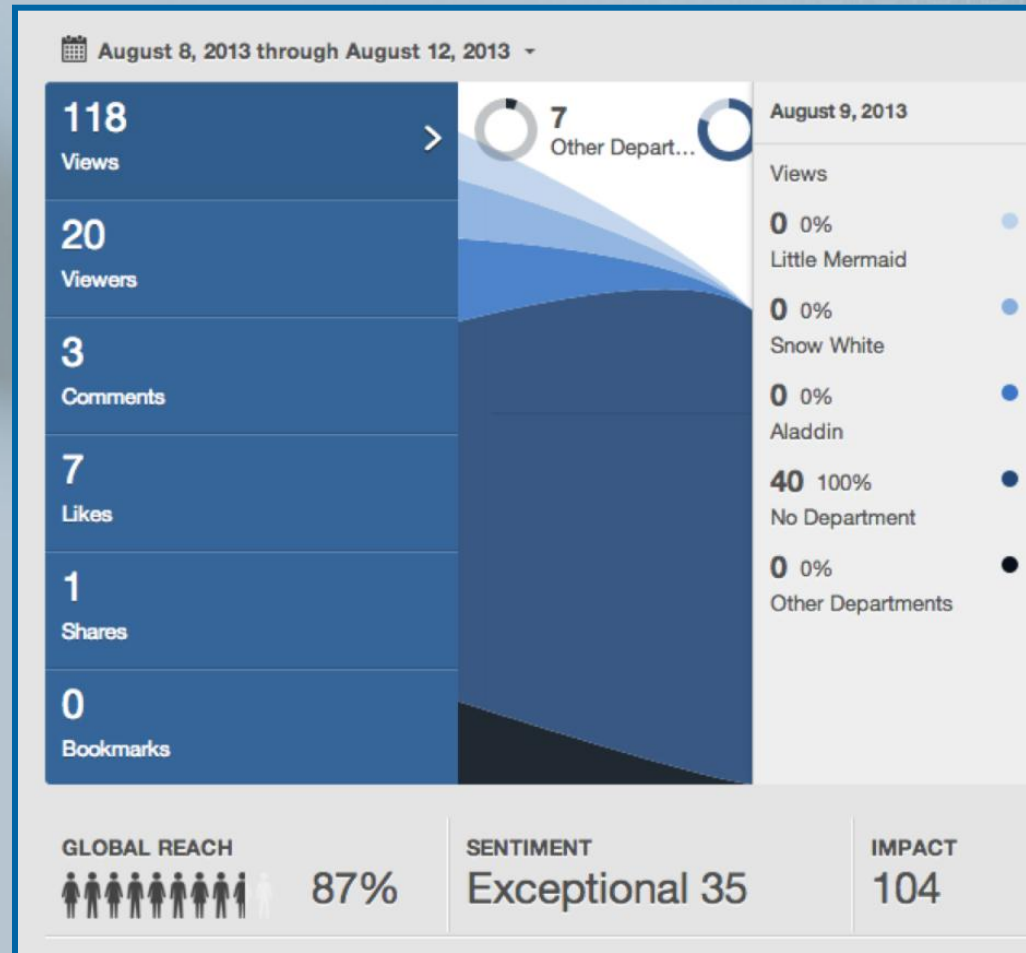 August 8, 2013 through August 12, 2013
118
Views
20
Viewers
3
Comments
7
Likes
1
Shares
0
Bookmarks
7
Other Depart...
August 9, 2013
Views
0 0%
Little Mermaid
0 0%
Snow White
0 0%
Aladdin
40 100%
No Department
0 0%
Other Departments
GLOBAL REACH
87%
SENTIMENT
Exceptional 35
IMPACT
104